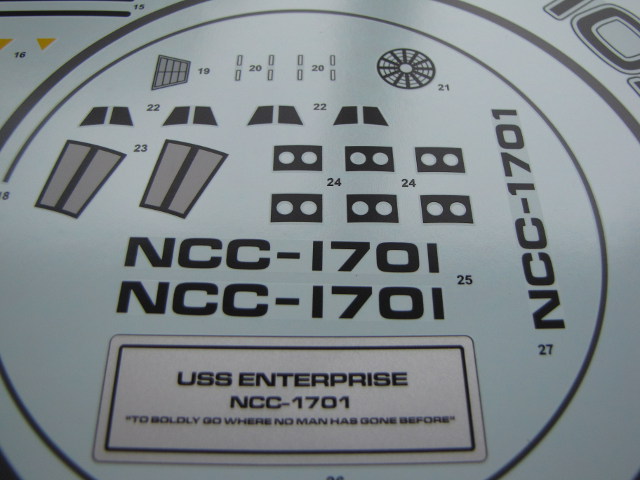 15
16
19
20
20
21
22
22
23
24
24
18
NCC-1701
NCC-1701
25
NCC-1701
27
USS ENTERPRISE
NCC-1701
"TO BOLDLY GO WHERE NO MAN HAS GONE BEFORE"